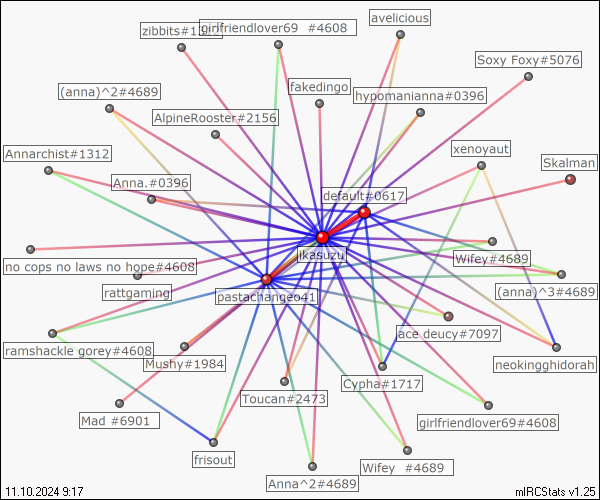 avelicious
zibbits#1
girlfriendlover69 #4608
Soxy Foxy#5076
(anna)^2#4689
fakedingo
hypomanianna#0396
AlpineRooster#2156
Annarchist#1312
xenoyaut
Skalman
Anna.#0396
default#0617
ikasuzu
Wifey#4689
no cops no laws no hope#4608
rattgaming
(anna)^3#4689
pastachangeo41
ace.deucy#7097
ramshackle gorey#4608
Mushy#1984
neokingghidorah
Cypha#1717
Toucan#2473
Mad #6901
girlfriendlover69#4608
frisout
Wifey #4689
Anna^2#4689
11.10.2024 9:17
mIRCStats v1.25